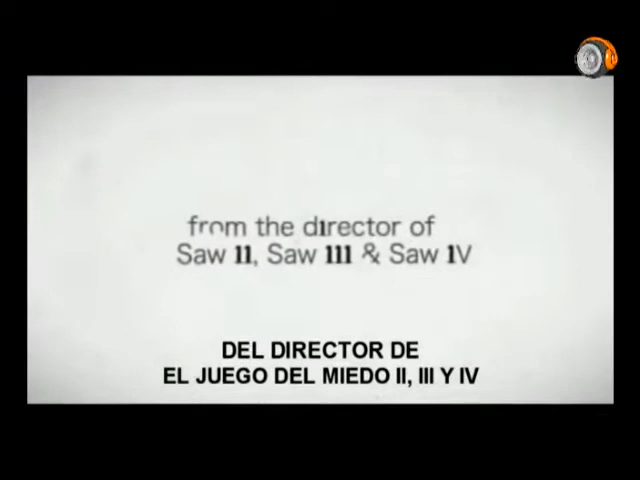 from the director of
Saw II, Saw III & Saw IV
DEL DIRECTOR DE
EL JUEGO DEL MIEDO II, III Y IV